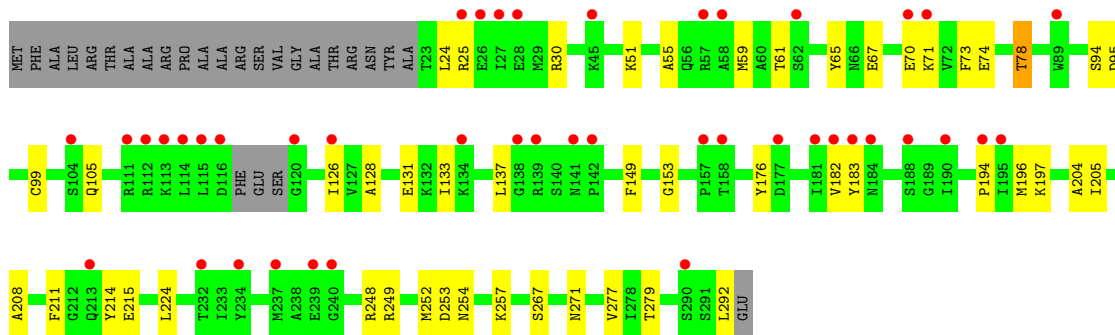 MET PHE ALA LEU ARG THR ALA ALA ARG PRO ALA ALA ARG SER VAL GLY ALA THR ARG ASN TYR ALA T23 L24 R25 E26 I27 E28 M29 R30 K45 K51 A55 Q56 R57 A58 M59 A60 T61 S62 Y65 N66 E67 E70 K71 V72 F73 E74 T78 W89 S94 D95
C99 S104 Q105 R111 R112 K113 L114 L115 D116 PHE GLU SER G120 I126 V127 A128 E131 K132 I133 K134 L137 G138 R139 S140 N141 P142 F149 G153 P157 T158 Y176 D177 I181 V182 Y183 N184 S188 G189 I190 P194 I195 M196 K197 A204 I205
A208 F211 G212 Q213 Y214 E215 L224 T232 I233 Y234 M237 A238 E239 G240 R248 R249 M252 D253 N254 K257 S267 N271 V277 I278 T279 S290 S291 L292 GLU